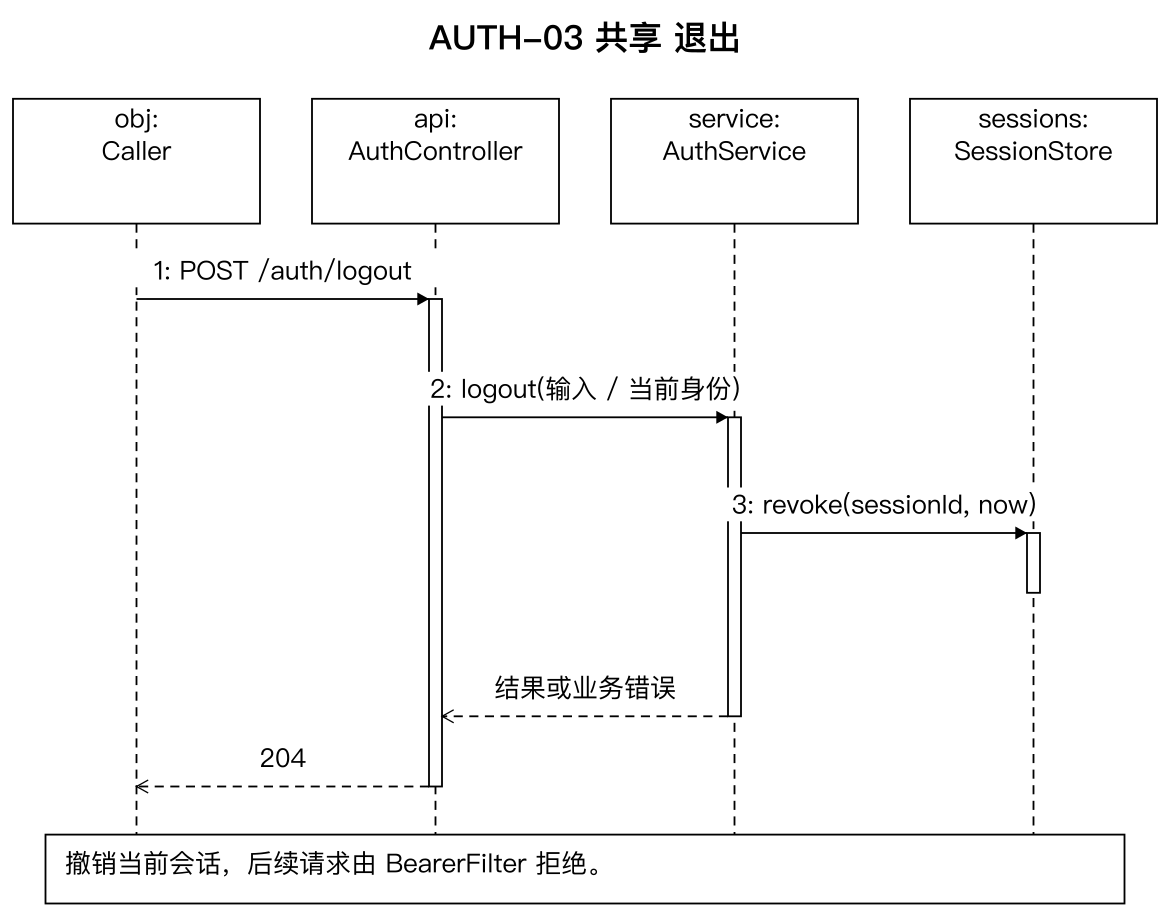 AUTH-03 共享 退出
obj:
Caller
api:
AuthController
service:
AuthService
sessions:
SessionStore
1: POST /auth/logout
2: logout(输入 / 当前身份)
3: revoke(sessionId, now)
结果或业务错误
204
撤销当前会话，后续请求由 BearerFilter 拒绝。